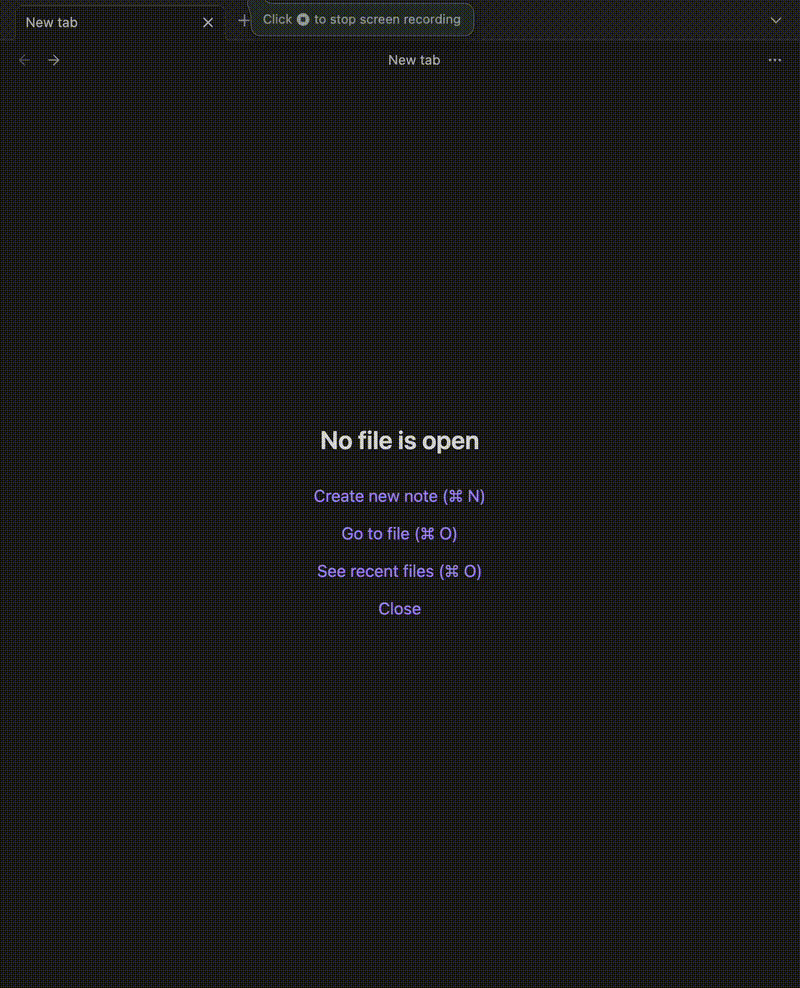 New tab
Click to stop screen recording
New tab
No file is open
Create new note (⌘ N)
Go to file (⌘ O)
See recent files (⌘ O)
Close